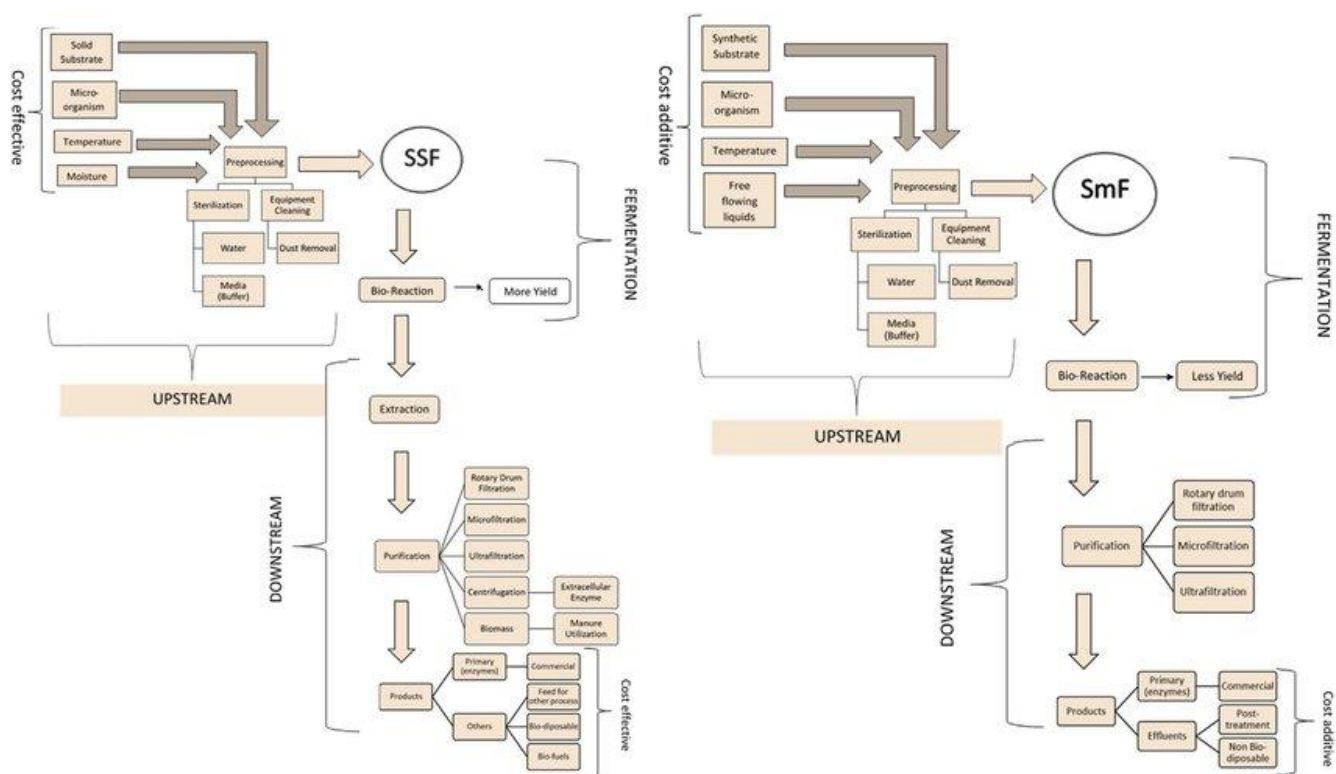 Cost effective
Solid
Substrate
Micro-
organism
Temperature
Moisture
Preprocessing
Sterilization
Equipment
Cleaning
Water
Dust Removal
Media
(Buffer)
UPSTREAM
SSF
Bio-Reaction
More Yield
FERMENTATION
DOWNSTREAM
Extraction
Purification
Rotary Drum
Filtration
Microfiltration
Ultrafiltration
Centrifugation
Extracellular
Enzyme
Biomass
Manure
Utilization
Products
Primary
(enzymes)
Commercial
Others
Feed for
other process
Bio-diposable
Bio-fuels
Cost effective
Cost additive
Synthetic
Substrate
Micro-
organism
Temperature
Free
flowing
liquids
Preprocessing
Sterilization
Equipment
Cleaning
Water
Dust Removal
Media
(Buffer)
UPSTREAM
SmF
Bio-Reaction
Less Yield
FERMENTATION
DOWNSTREAM
Purification
Rotary drum
filtration
Microfiltration
Ultrafiltration
Products
Primary
(enzymes)
Commercial
Effluents
Post-
treatment
Non Bio-
diposable
Cost additive